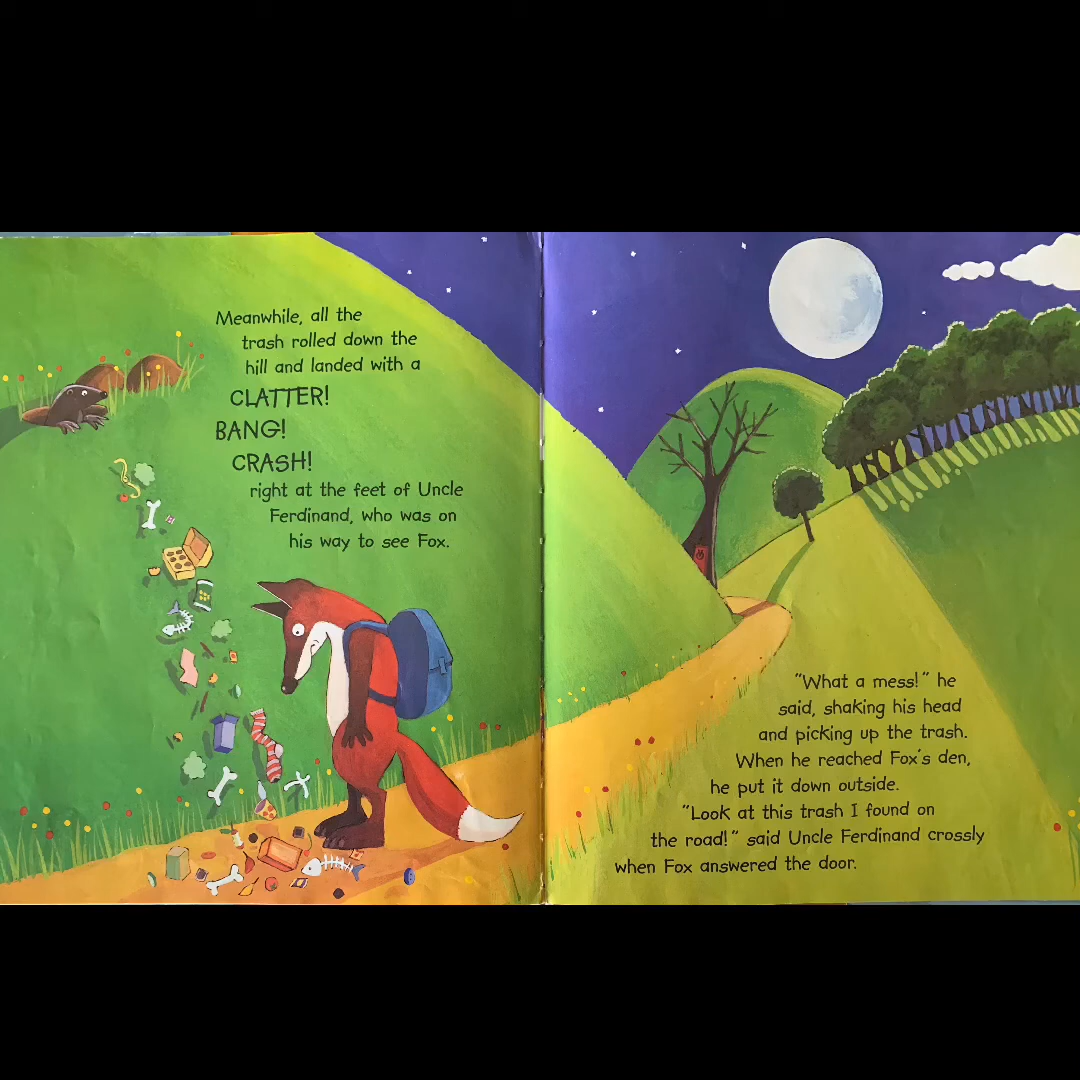 Meanwhile, all the
trash rolled down the
hill and landed with a
CLATTER!
BANG!
CRASH!
right at the feet of Uncle
Ferdinand, who was on
his way to see Fox.
"What a mess!" he
said, shaking his head
and picking up the trash.
When he reached Fox's den,
he put it down outside.
"Look at this trash I found on
the road!" said Uncle Ferdinand crossly
when Fox answered the door.